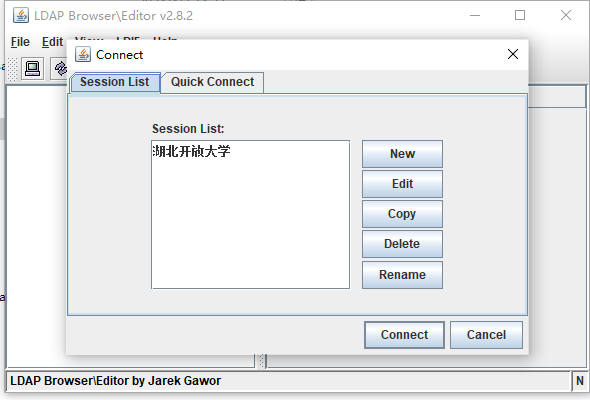 LDAP Browser\Editor v2.8.2
File Edit View LDIF Help
Connect
Session List Quick Connect
Session List:
湖北开放大学
New
Edit
Copy
Delete
Rename
Connect Cancel
LDAP Browser\Editor by Jarek Gawor N